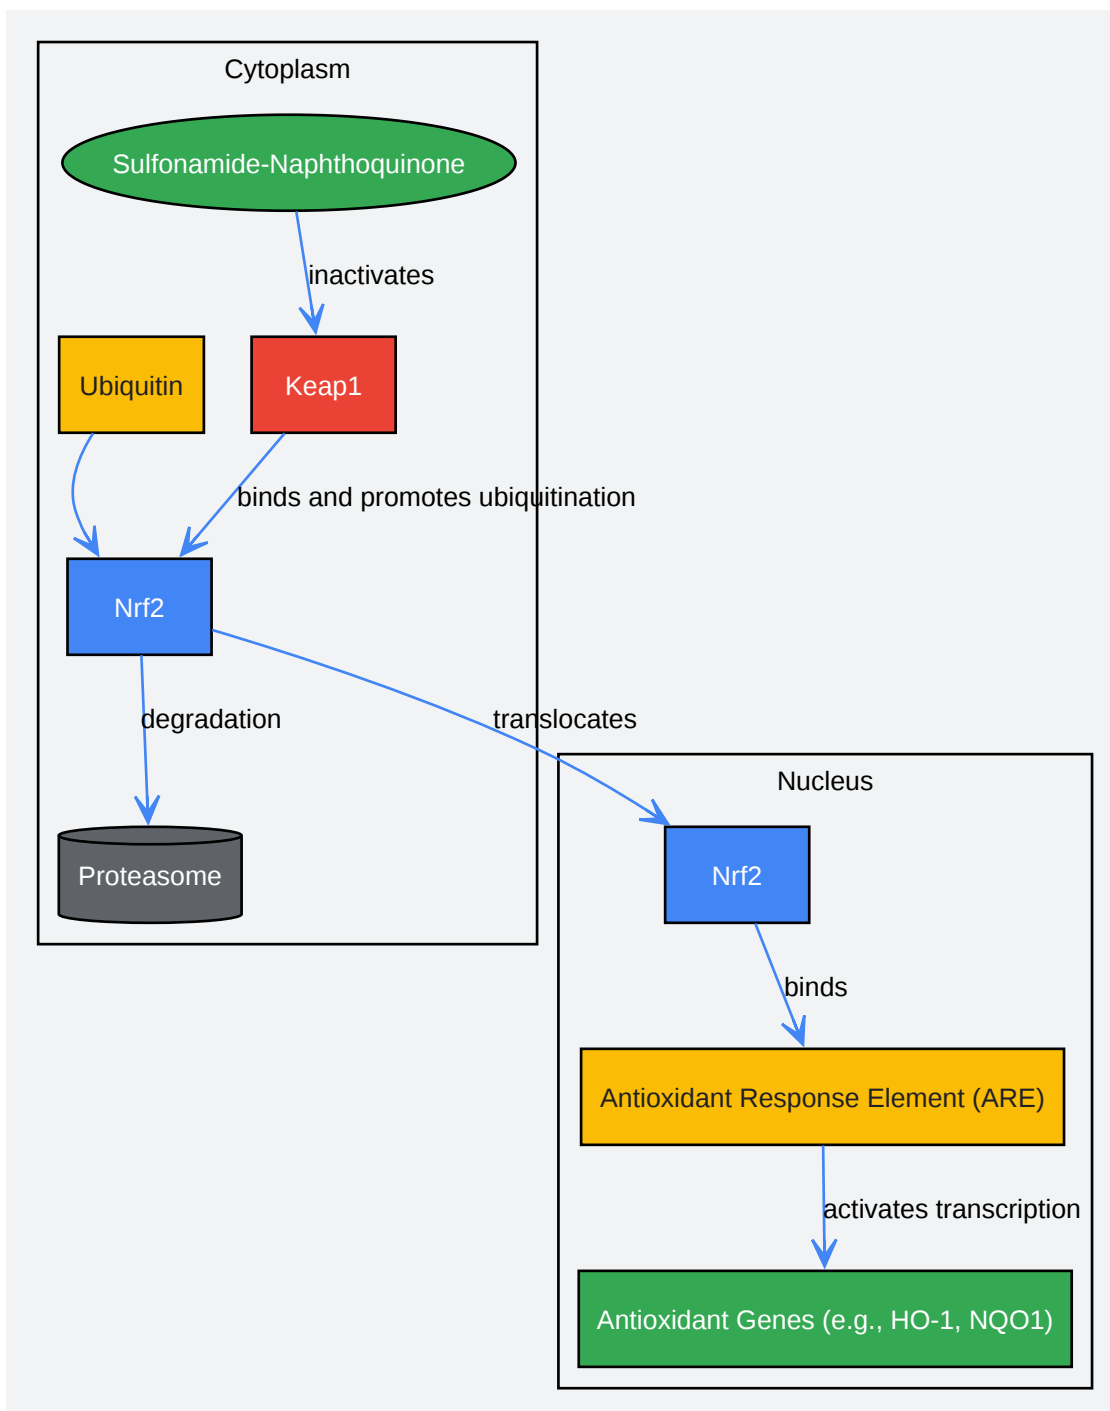 Cytoplasm
Sulfonamide-Naphthoquinone
inactivates
Ubiquitin
Keap1
binds and promotes ubiquitination
Nrf2
degradation
translocates
Proteasome
Nucleus
Nrf2
binds
Antioxidant Response Element (ARE)
activates transcription
Antioxidant Genes (e.g., HO-1, NQO1)